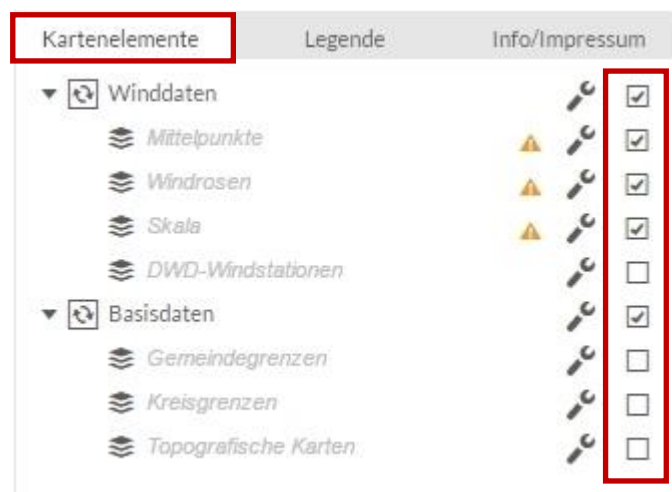 Kartenelemente Legende Info/Impressum
Winddaten
Mittelpunkte
Windrosen
Skala
DWD-Windstationen
Basisdaten
Gemeindegrenzen
Kreisgrenzen
Topografische Karten